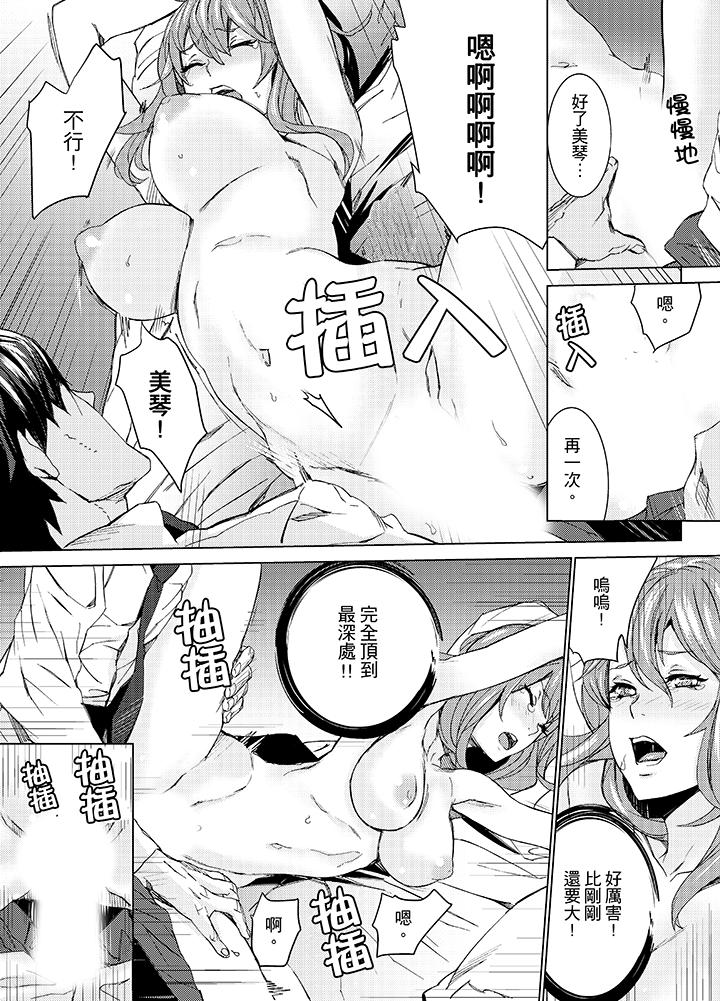 慢慢地
好了美琴…
嗯。
插入
再一次。
嗯啊啊啊啊！
不行！
插入
美琴！
嗚嗚！
好厲害！
比剛剛
還要大！
完全頂到
最深處!!
抽插
抽插
嗯。
抽插
啊。
抽插
抽插